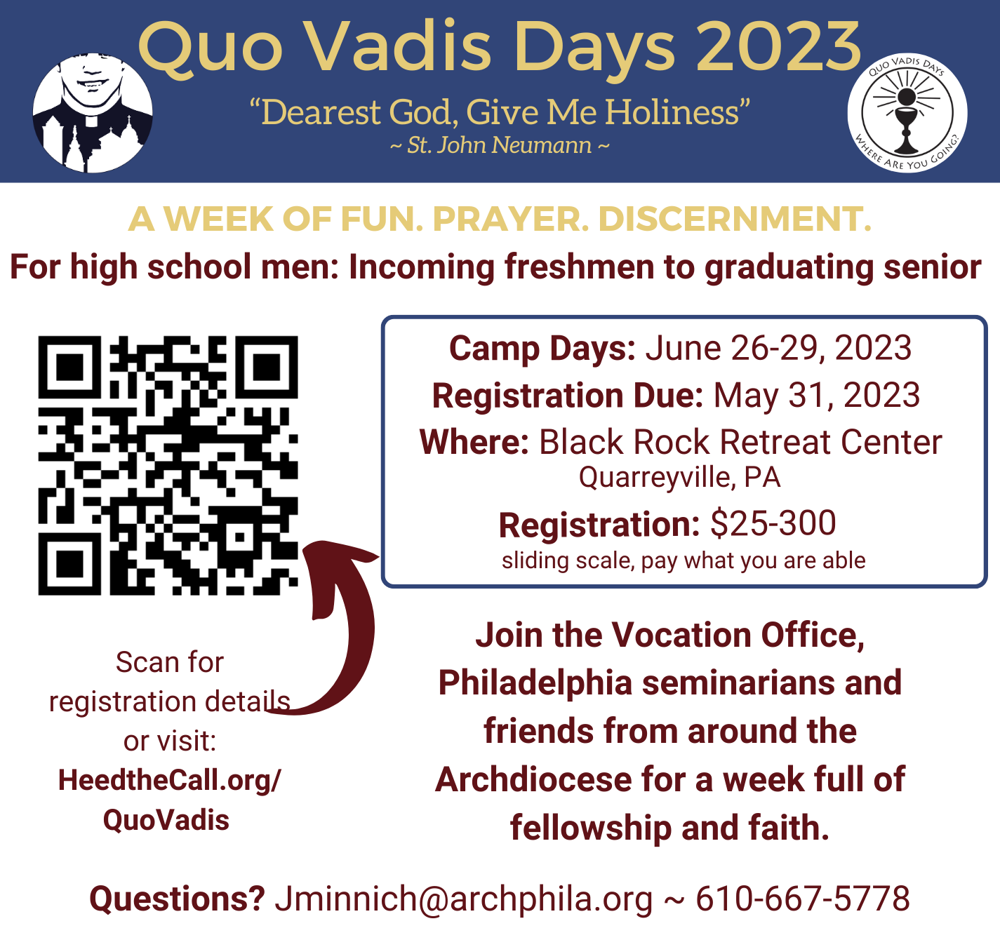 Quo Vadis Days 2023
“Dearest God, Give Me Holiness”
~ St. John Neumann ~
QUO VADIS DAYS
WHERE ARE YOU GOING?
A WEEK OF FUN. PRAYER. DISCERNMENT.
For high school men: Incoming freshmen to graduating senior
Camp Days: June 26-29, 2023
Registration Due: May 31, 2023
Where: Black Rock Retreat Center
Quarreyville, PA
Registration: $25-300
sliding scale, pay what you are able
Scan for
registration details
or visit:
HeedtheCall.org/
QuoVadis
Join the Vocation Office,
Philadelphia seminarians and
friends from around the
Archdiocese for a week full of
fellowship and faith.
Questions? Jminnich@archphila.org ~ 610-667-5778